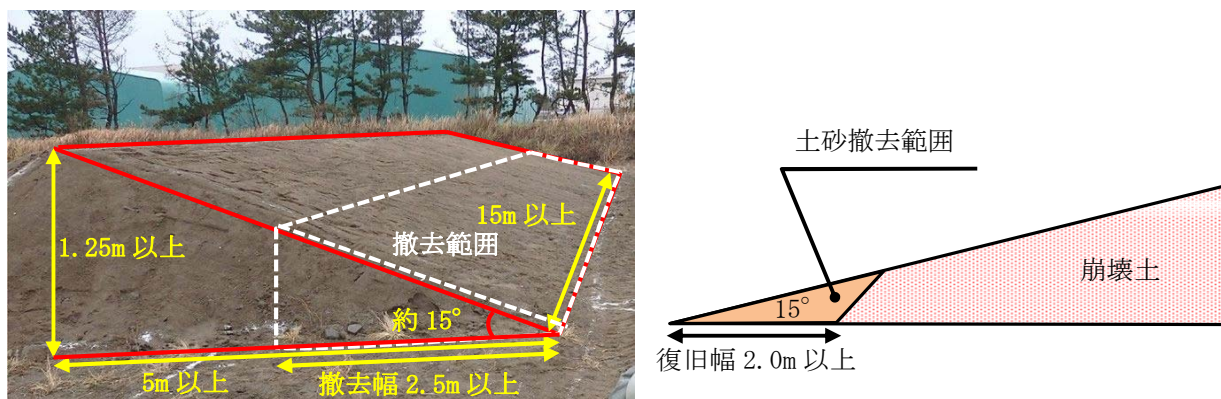 1.25m 以上
撤去範囲
15m 以上
約 15°
5m 以上
撤去幅 2.5m 以上
土砂撤去範囲
15°
崩壊土
復旧幅 2.0m 以上